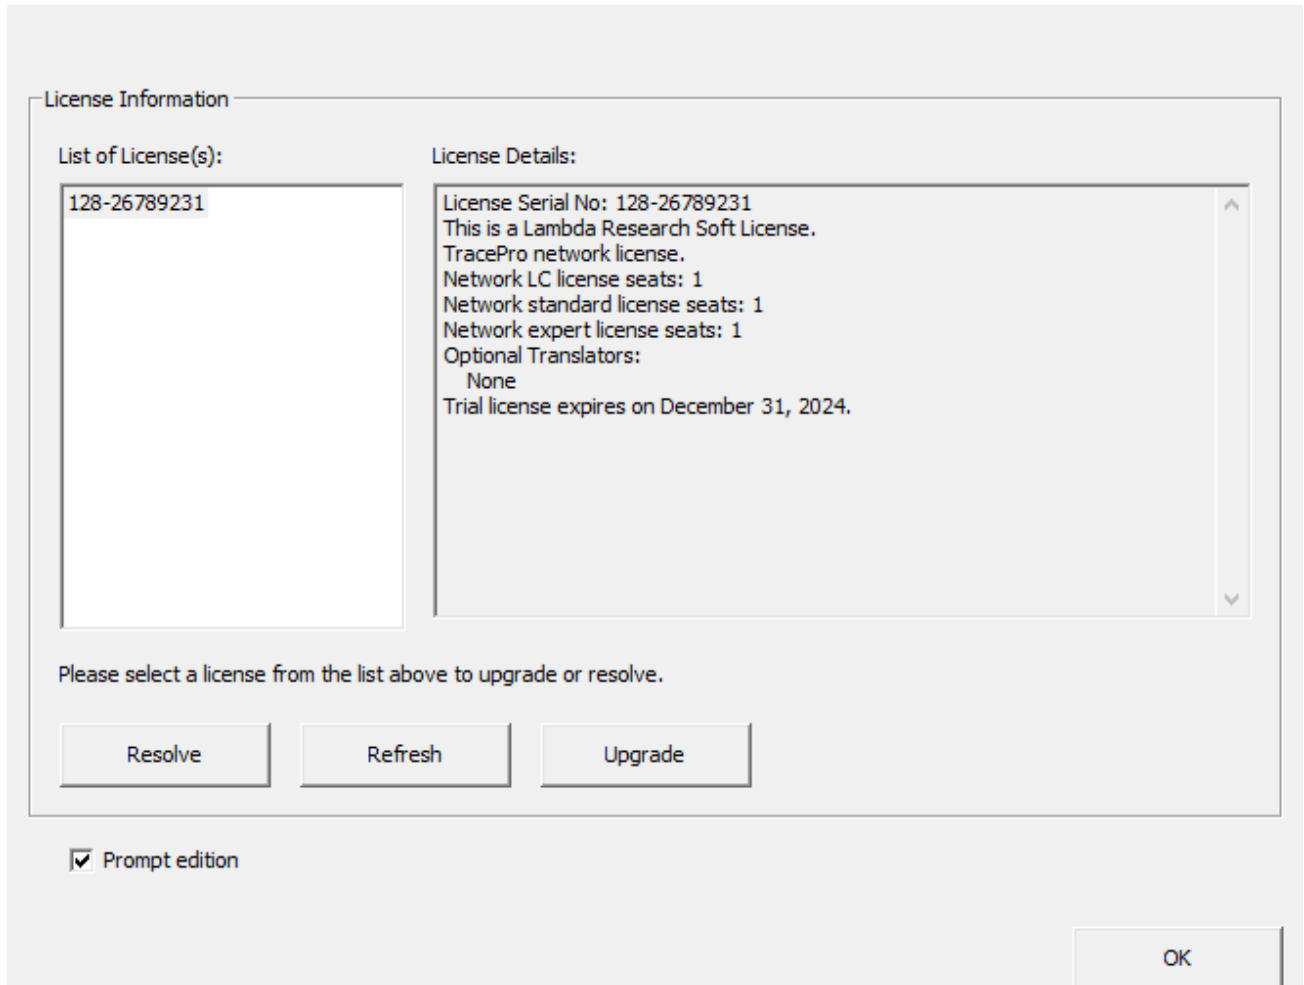 License Information
List of License(s):
128-26789231
License Details:
License Serial No: 128-26789231
This is a Lambda Research Soft License.
TracePro network license.
Network LC license seats: 1
Network standard license seats: 1
Network expert license seats: 1
Optional Translators:
None
Trial license expires on December 31, 2024.
Please select a license from the list above to upgrade or resolve.
Resolve
Refresh
Upgrade
Prompt edition
OK